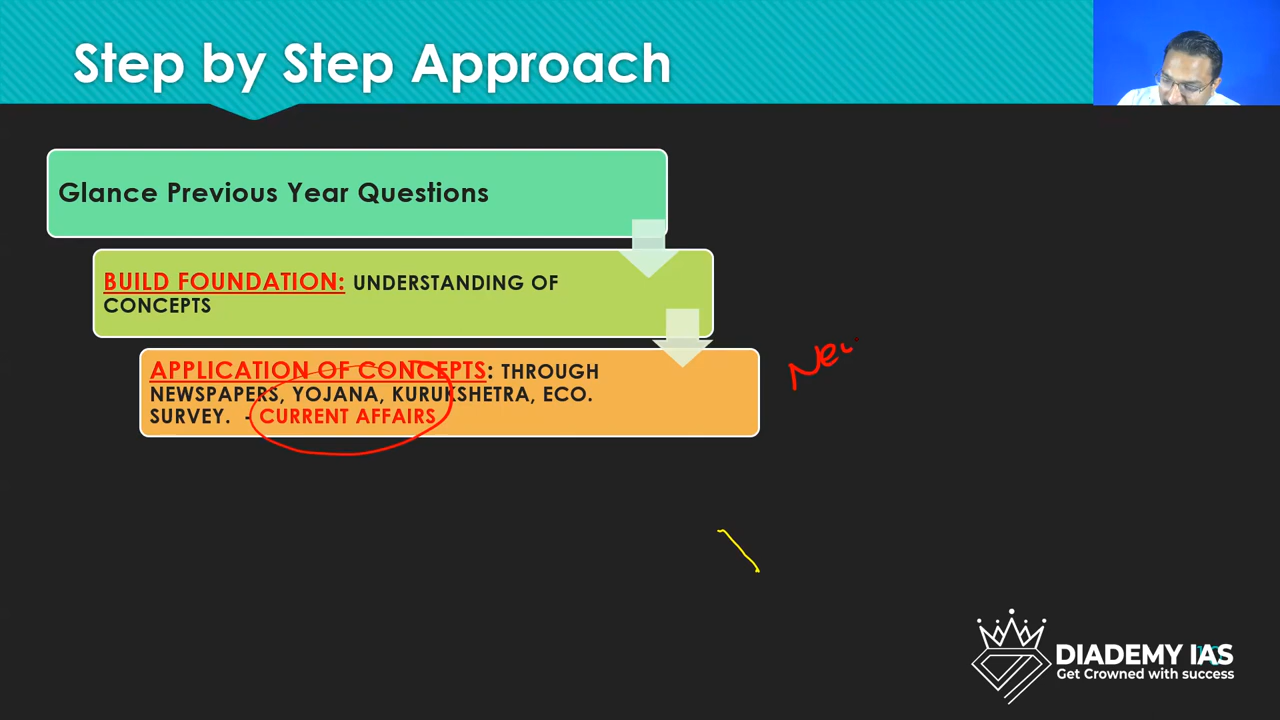 Step by Step Approach
Glance Previous Year Questions
BUILD FOUNDATION: UNDERSTANDING OF
CONCEPTS
APPLICATION OF CONCEPTS: THROUGH
NEWSPAPERS, YOJANA, KURUKSHETRA, ECO.
SURVEY. - CURRENT AFFAIRS
DIADEMY IAS
Get Crowned with success